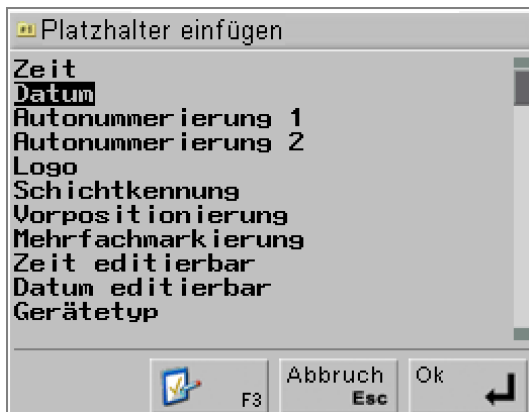 Platzhalter einfügen
Zeit
Datum
Autonummerierung 1
Autonummerierung 2
Logo
Schichtkennung
Vorpositionierung
Mehrfachmarkierung
Zeit editierbar
Datum editierbar
Gerätetyp
F3
Abbruch
Esc
Ok